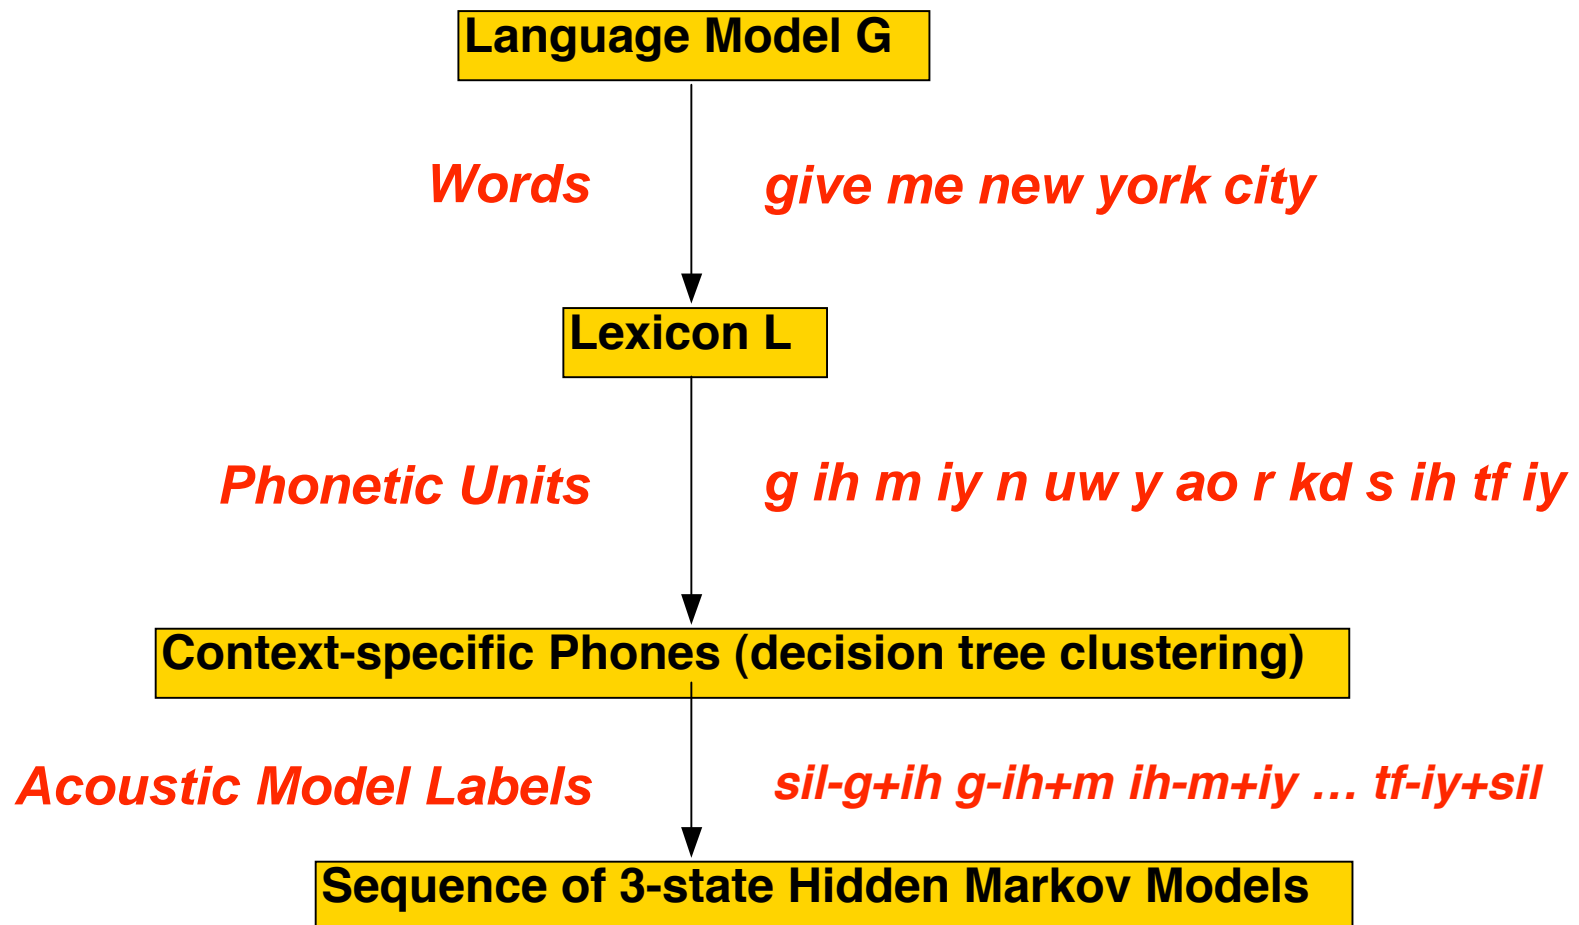 Language Model G
Words
give me new york city
Lexicon L
Phonetic Units
g ih m iy n uw y ao r kd s ih tf iy
Context-specific Phones (decision tree clustering)
Acoustic Model Labels
sil-g+ih g-ih+m ih-m+iy … tf-iy+sil
Sequence of 3-state Hidden Markov Models